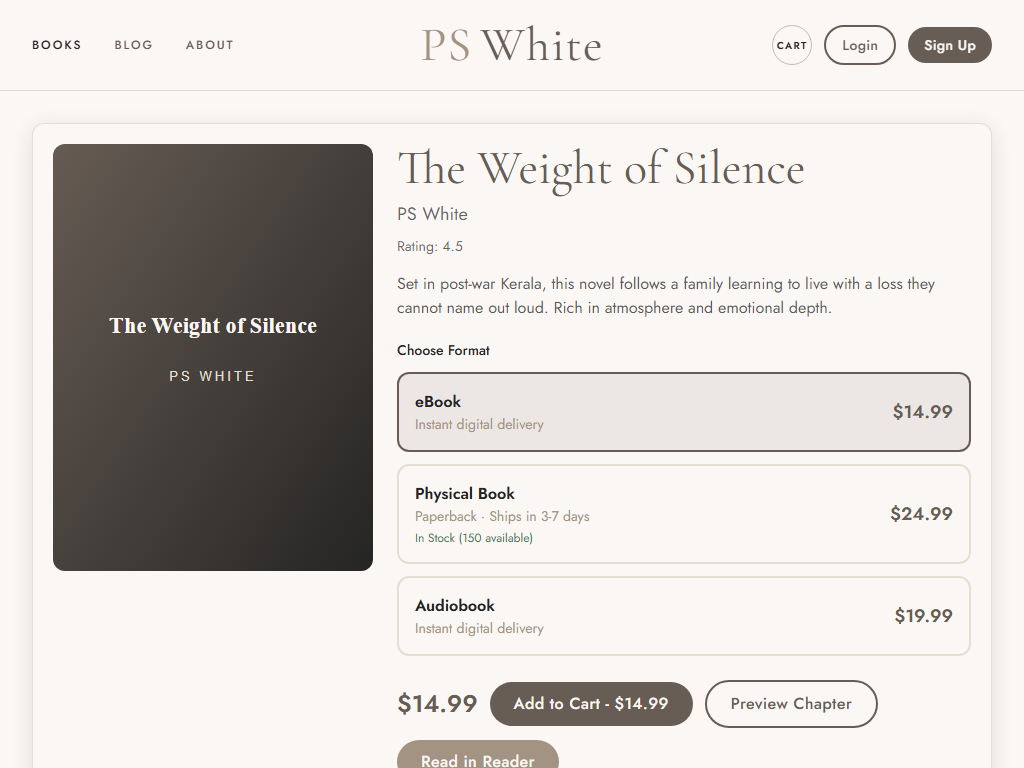 BOOKS BLOG ABOUT PS White CART Login Sign Up
The Weight of Silence
PS WHITE
The Weight of Silence
PS White
Rating: 4.5
Set in post-war Kerala, this novel follows a family learning to live with a loss they
cannot name out loud. Rich in atmosphere and emotional depth.
Choose Format
eBook
Instant digital delivery
$14.99
Physical Book
Paperback · Ships in 3-7 days
In Stock (150 available)
$24.99
Audiobook
Instant digital delivery
$19.99
$14.99 Add to Cart - $14.99 Preview Chapter
Read in Reader